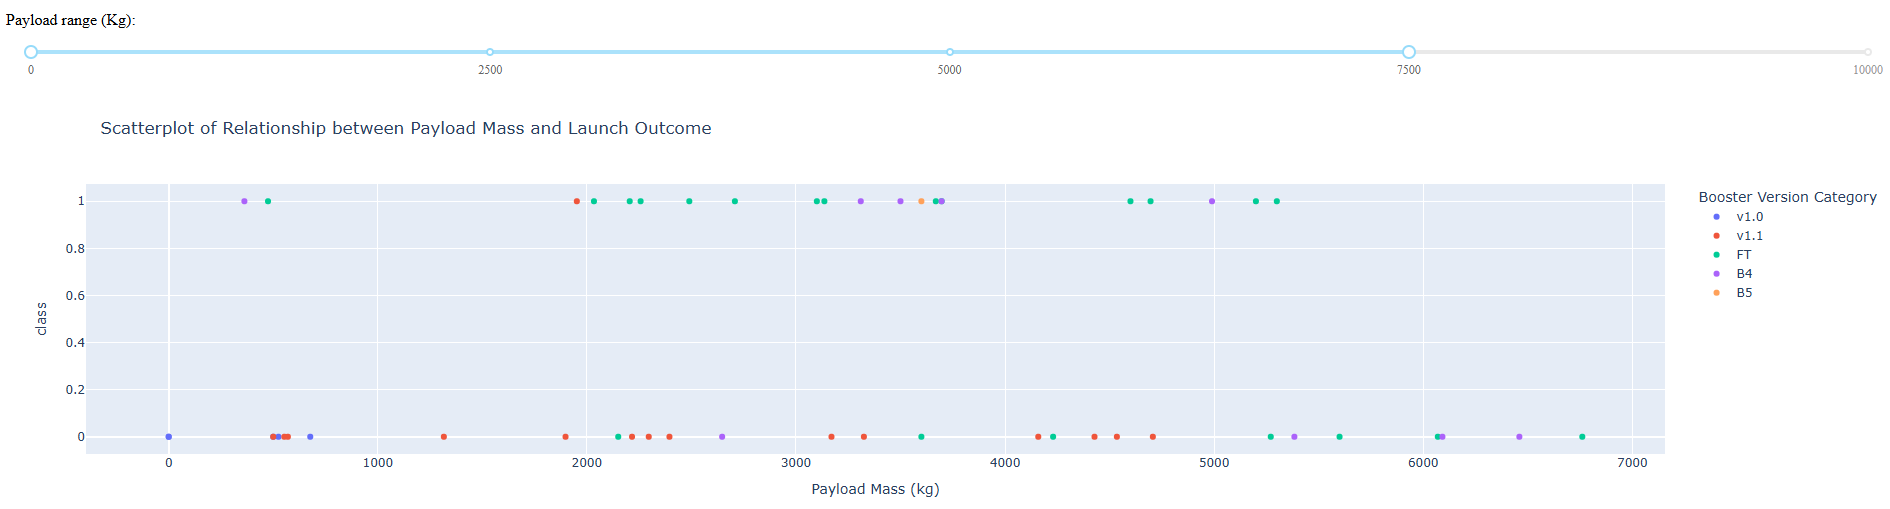 Payload range (Kg):
0 2500 5000 7500 10000
Scatterplot of Relationship between Payload Mass and Launch Outcome
Booster Version Category
v1.0
v1.1
FT
B4
B5
1
0.8
0.6
0.4
0.2
0
class
0 1000 2000 3000 4000 5000 6000 7000
Payload Mass (kg)